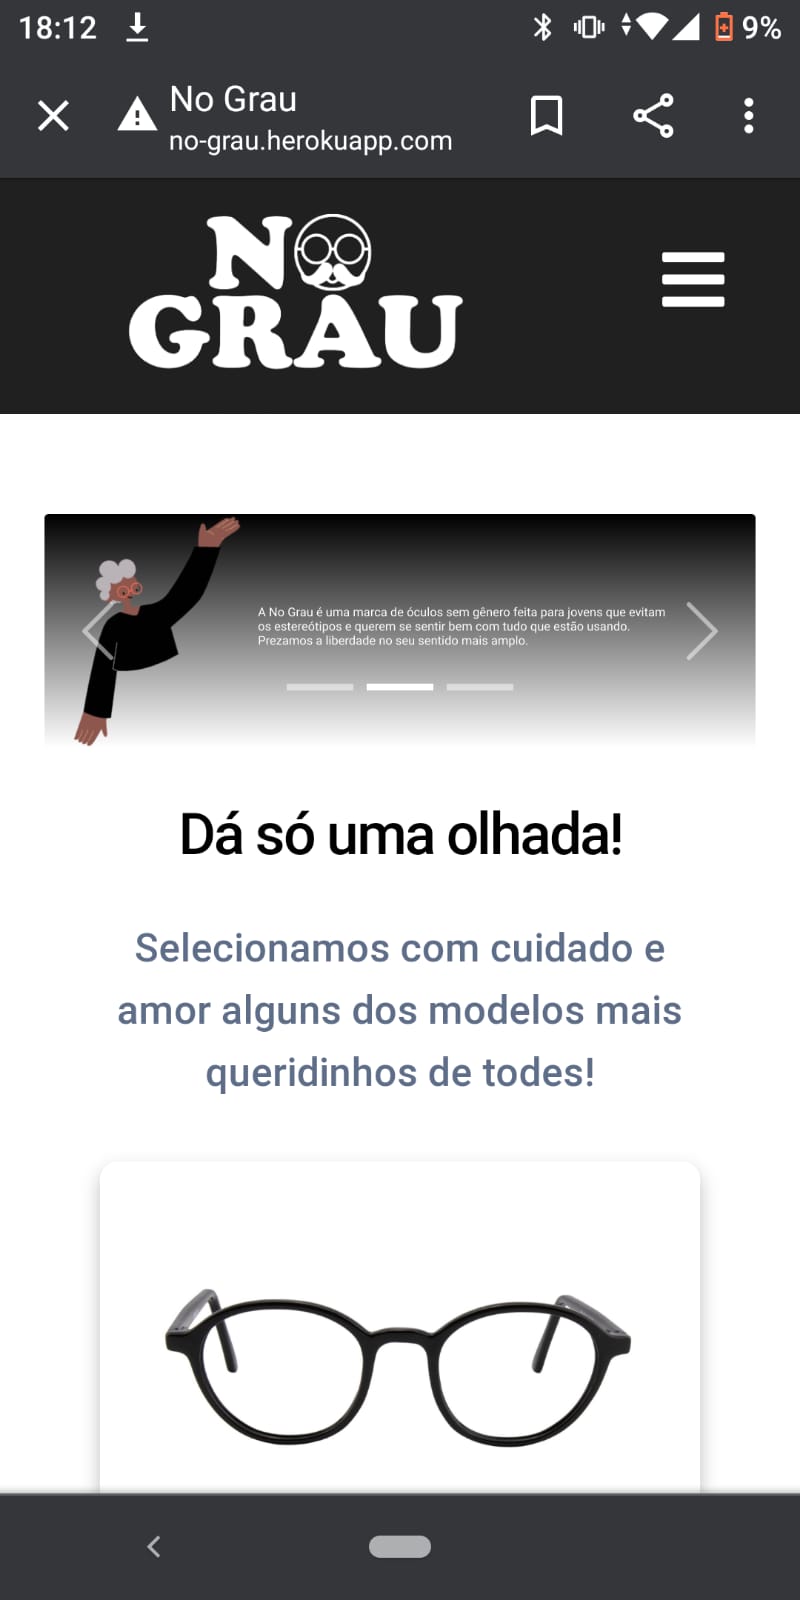 18:12
9%
No Grau
no-grau.herokuapp.com
NO
GRAU
A No Grau é uma marca de óculos sem gênero feita para jovens que evitam
os estereótipos e querem se sentir bem com tudo que estão usando.
Prezamos a liberdade no seu sentido mais amplo.
Dá só uma olhada!
Selecionamos com cuidado e
amor alguns dos modelos mais
queridinhos de todes!